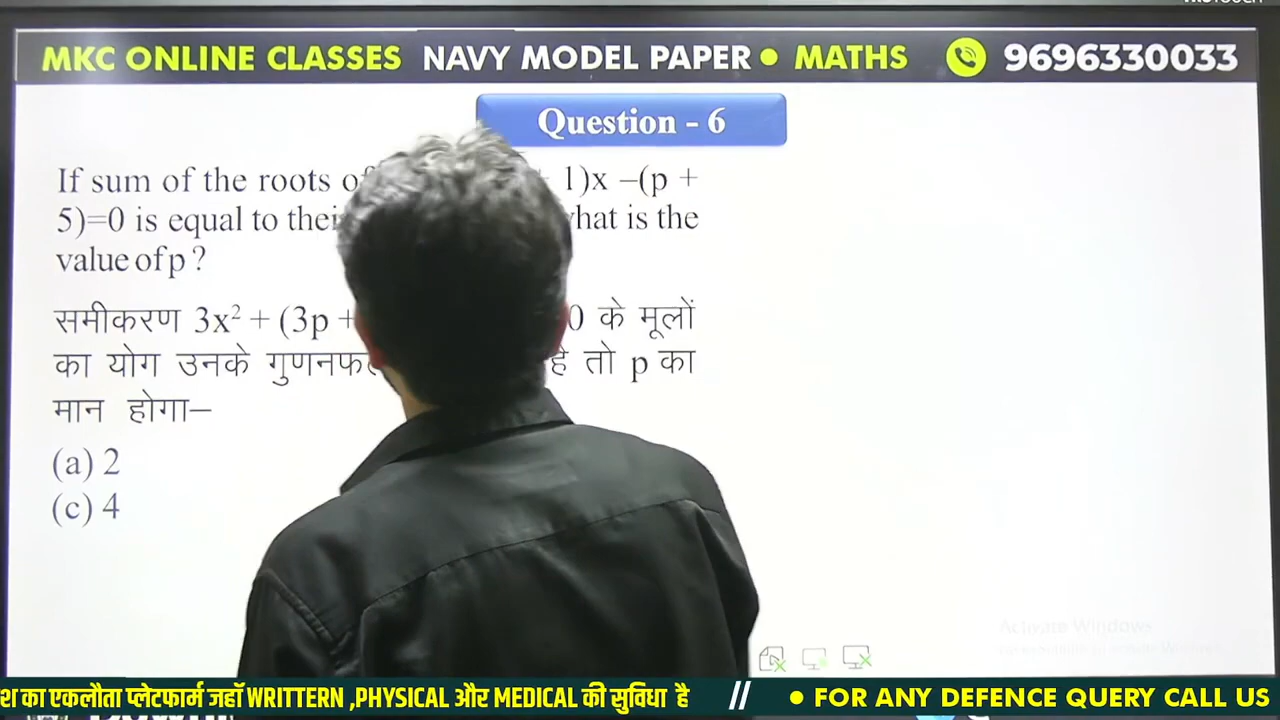 MKC ONLINE CLASSES NAVY MODEL PAPER • MATHS 9696330033
Question - 6
If sum of the roots of 1)x –(p +
5)=0 is equal to what is the
value of p ?
समीकरण 3x² + (3p + 0 के मूलों
का योग उनके है तो p का
मान होगा–
(a) 2
(c) 4
Activate Windows
का एकलौता प्लेटफार्म जहाँ WRITTERN ,PHYSICAL और MEDICAL की सुविधा है // • FOR ANY DEFENCE QUERY CALL US